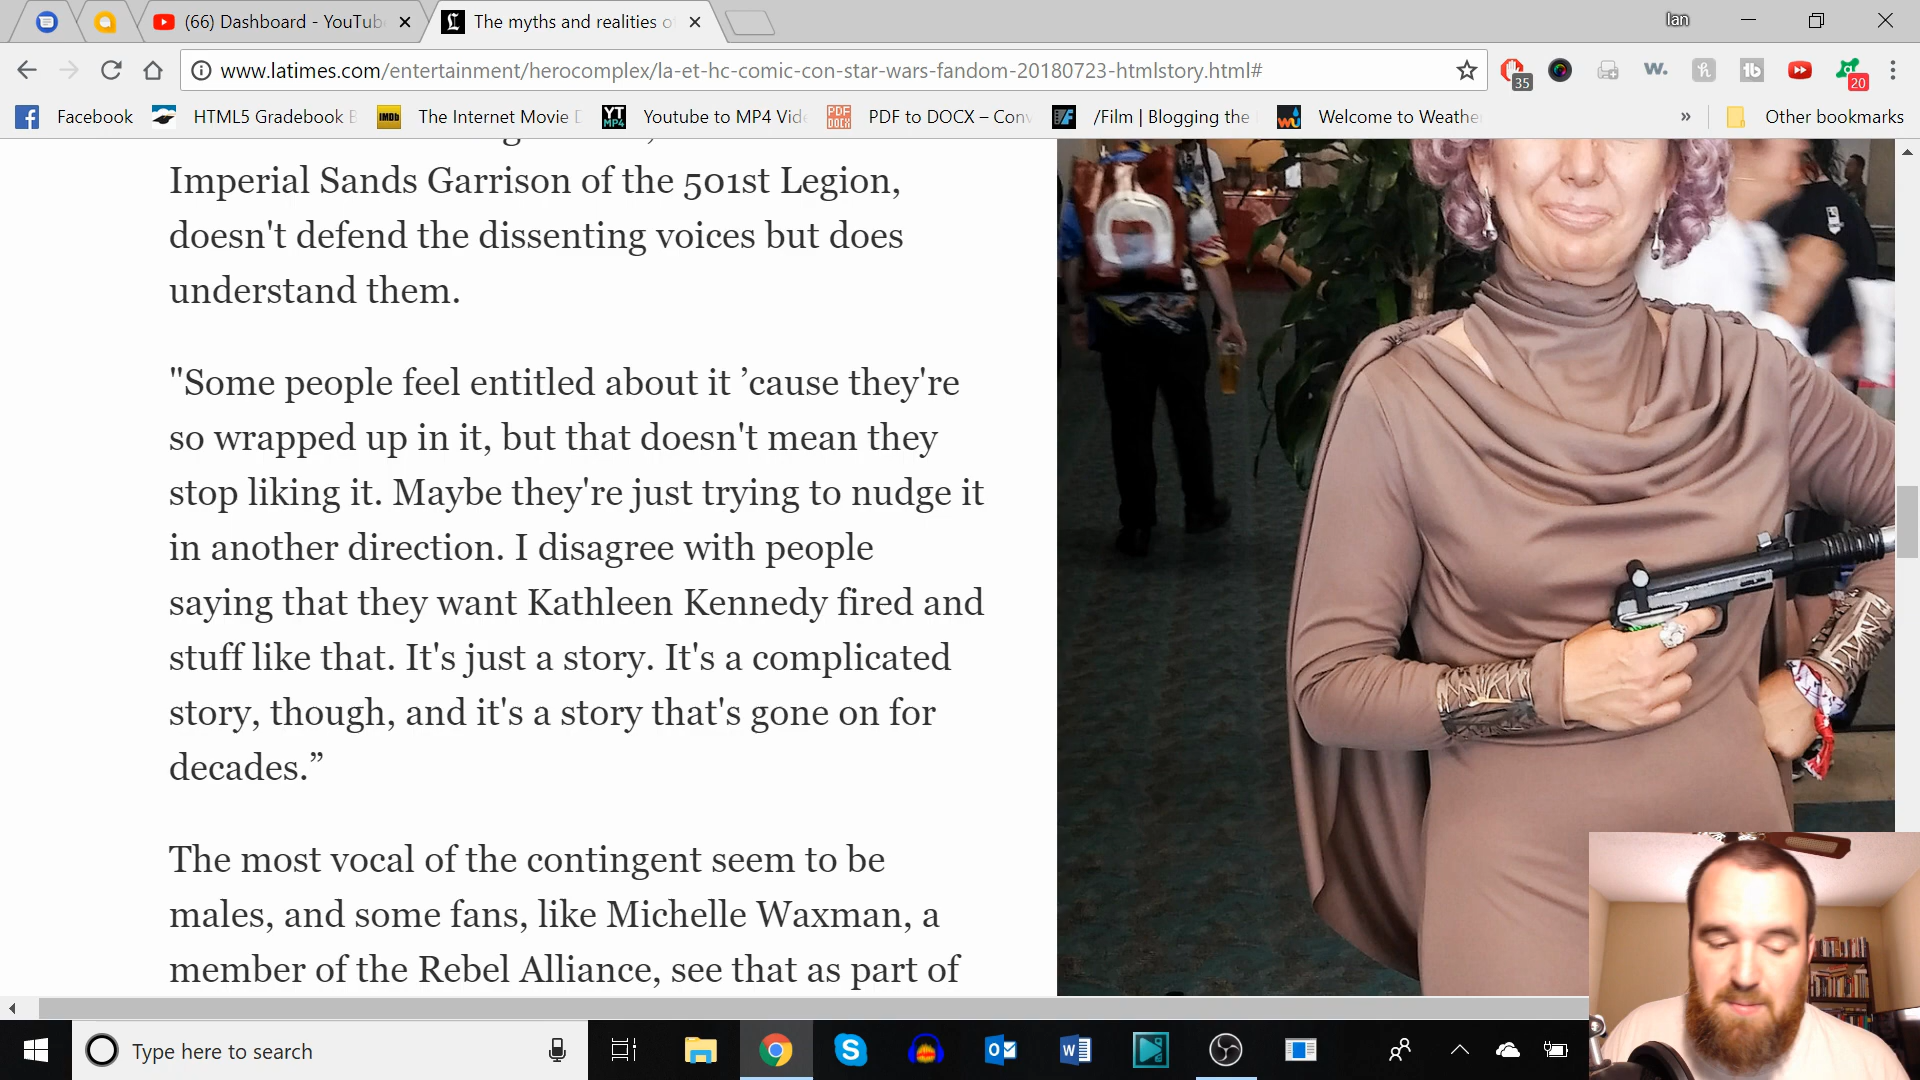 (66) Dashboard - YouTub
The myths and realities o
Ian
www.latimes.com/entertainment/herocomplex/la-et-hc-comic-con-star-wars-fandom-20180723-htmlstory.html#
35
w.
h
tb
20
Facebook
HTML5 Gradebook
IMDb
The Internet Movie
YT
MP4
Youtube to MP4 Vid
PDF
DOCX
PDF to DOCX – Con
/Film | Blogging the
Welcome to Weathe
»
Other bookmarks
Imperial Sands Garrison of the 501st Legion,
doesn't defend the dissenting voices but does
understand them.
"Some people feel entitled about it ’cause they're
so wrapped up in it, but that doesn't mean they
stop liking it. Maybe they're just trying to nudge it
in another direction. I disagree with people
saying that they want Kathleen Kennedy fired and
stuff like that. It's just a story. It's a complicated
story, though, and it's a story that's gone on for
decades.”
The most vocal of the contingent seem to be
males, and some fans, like Michelle Waxman, a
member of the Rebel Alliance, see that as part of
Type here to search